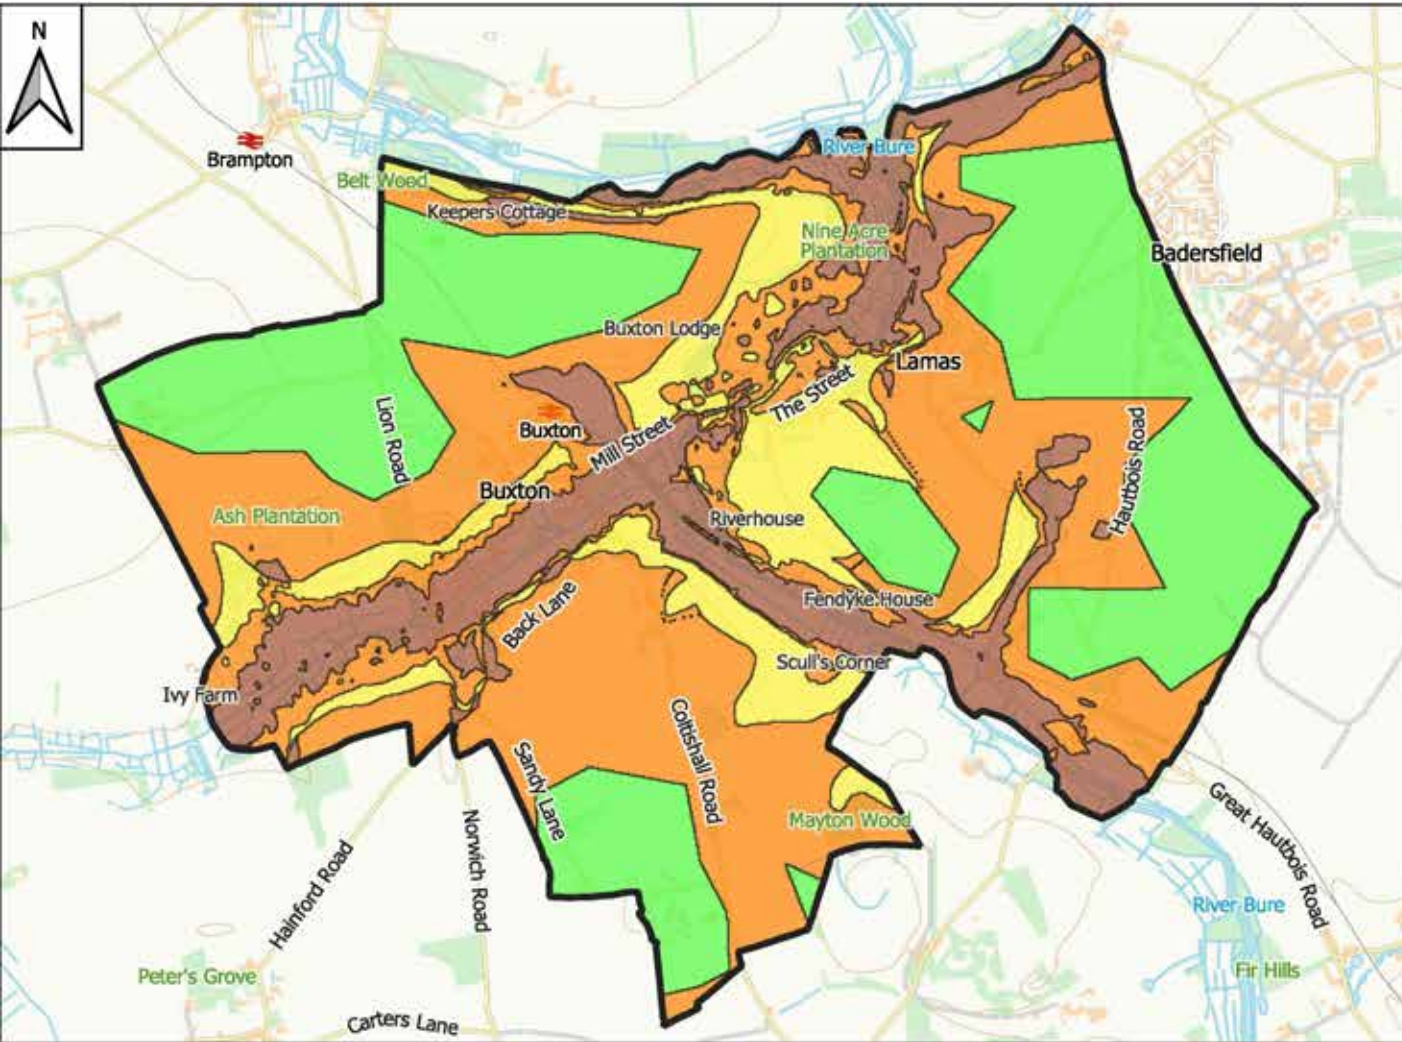 N
Brampton
River Bure
Belt Wood
Keepers Cottage
Nine Acre
Plantation
Badersfield
Buxton Lodge
Lamas
The Street
Lion Road
Buxton
Mill Street
Hautbois Road
Buxton
Ash Plantation
Riverhouse
Back Lane
Fendyke House
Scull's Corner
Ivy Farm
Coltishall Road
Sandy Lane
Mayton Wood
Great Hautbois Road
Norwich Road
Hainford Road
River Bure
Peter's Grove
Fir Hills
Carters Lane